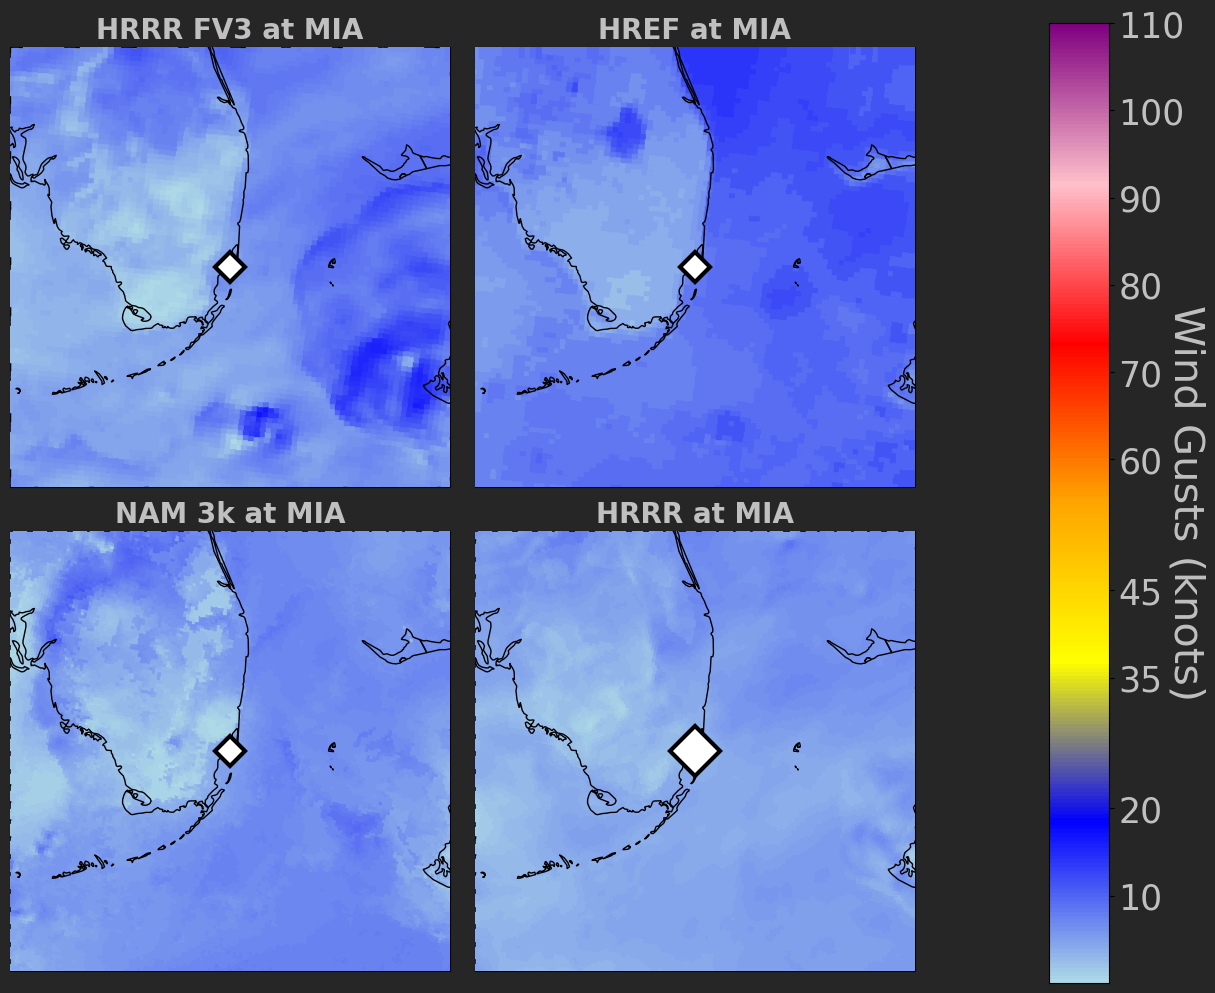 HRRR FV3 at MIA
HREF at MIA
NAM 3k at MIA
HRRR at MIA
110
100
90
80
70
60
45
35
20
10
Wind Gusts (knots)